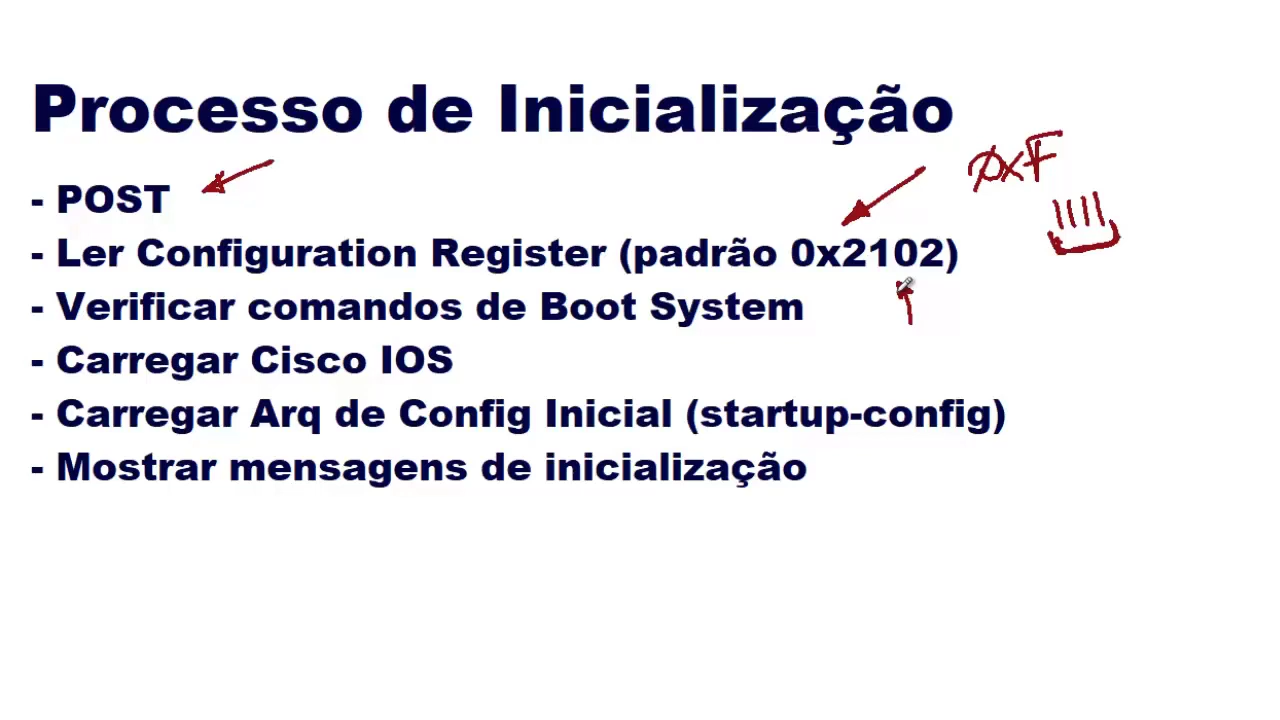 Processo de Inicialização
- POST
0xF
1111
- Ler Configuration Register (padrão 0x2102)
- Verificar comandos de Boot System
- Carregar Cisco IOS
- Carregar Arq de Config Inicial (startup-config)
- Mostrar mensagens de inicialização